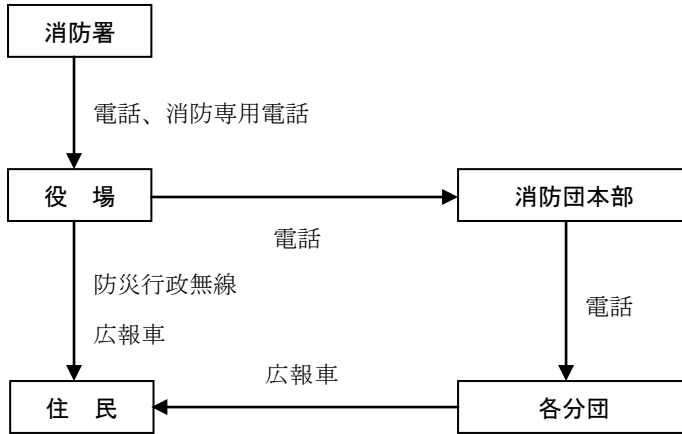 消防署
電話、消防専用電話
役　場
消防団本部
電話
防災行政無線
広報車
電話
広報車
住　民
各分団